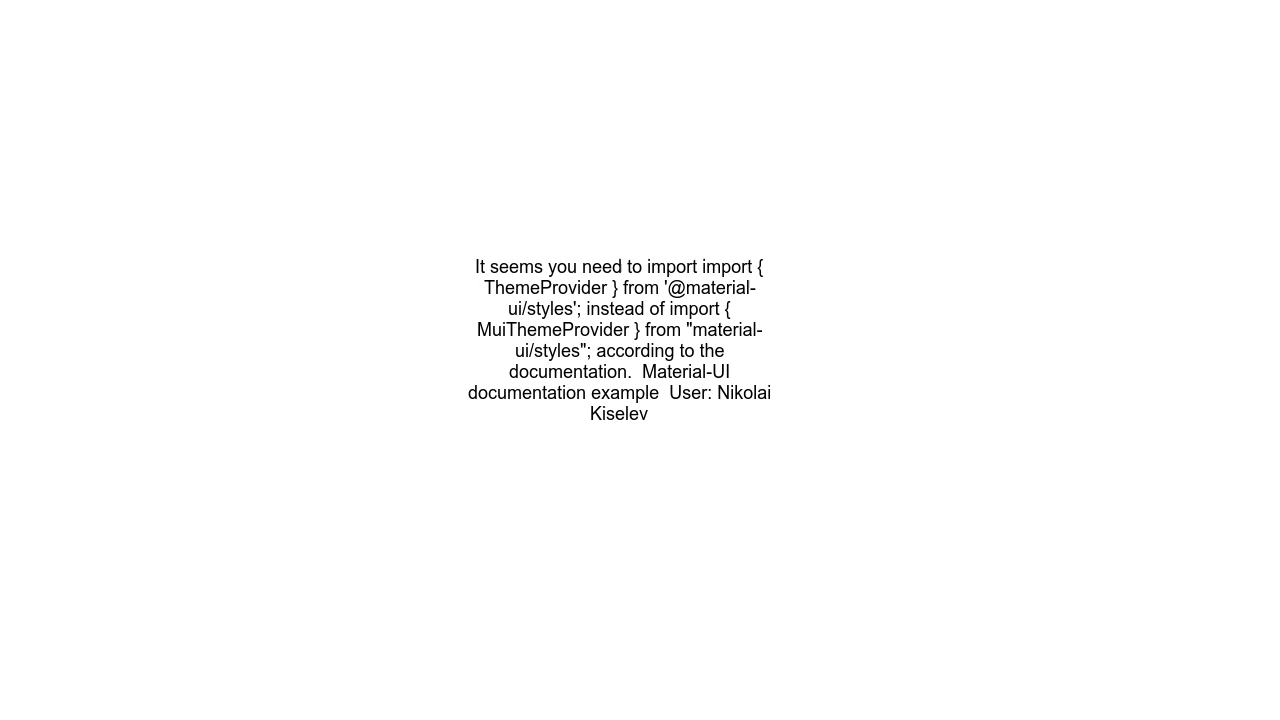 It seems you need to import import {
ThemeProvider } from '@material-
ui/styles'; instead of import {
MuiThemeProvider } from "material-
ui/styles"; according to the
documentation.  Material-UI
documentation example  User: Nikolai
Kiselev